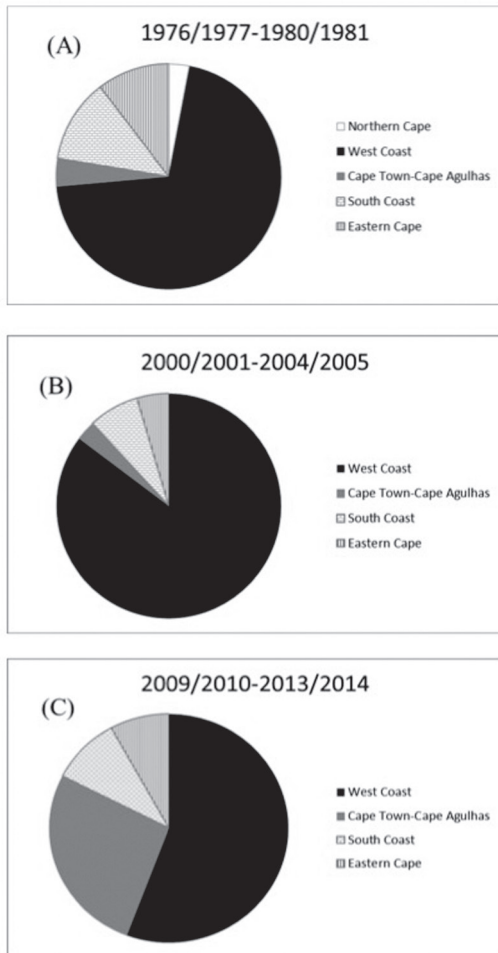 (A)
1976/1977-1980/1981
Northern Cape
West Coast
Cape Town-Cape Agulhas
South Coast
Eastern Cape
(B)
2000/2001-2004/2005
West Coast
Cape Town-Cape Agulhas
South Coast
Eastern Cape
(C)
2009/2010-2013/2014
West Coast
Cape Town-Cape Agulhas
South Coast
Eastern Cape